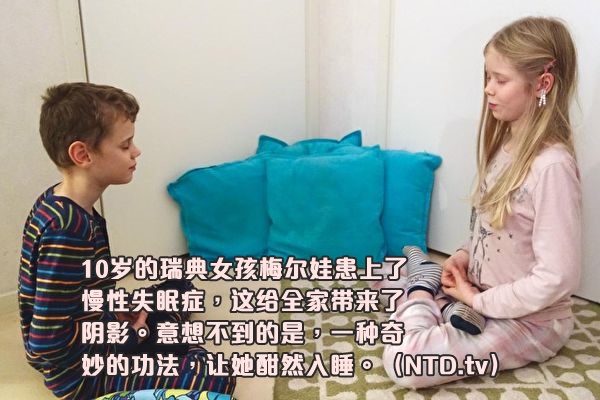 10岁的瑞典女孩梅尔娃患上了
慢性失眠症，这给全家带来了
阴影。意想不到的是，一种奇
妙的功法，让她酣然入睡。（NTD.tv）